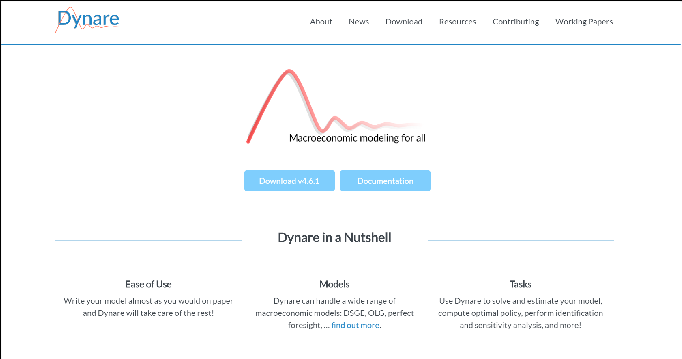 Dynare
About News Download Resources Contributing Working Papers
Macroeconomic modeling for all
Download v4.6.1 Documentation
Dynare in a Nutshell
Ease of Use
Write your model almost as you would on paper
and Dynare will take care of the rest!
Models
Dynare can handle a wide range of
macroeconomic models: DSGE, OLG, perfect
foresight, ... find out more.
Tasks
Use Dynare to solve and estimate your model,
compute optimal policy, perform identification
and sensitivity analysis, and more!